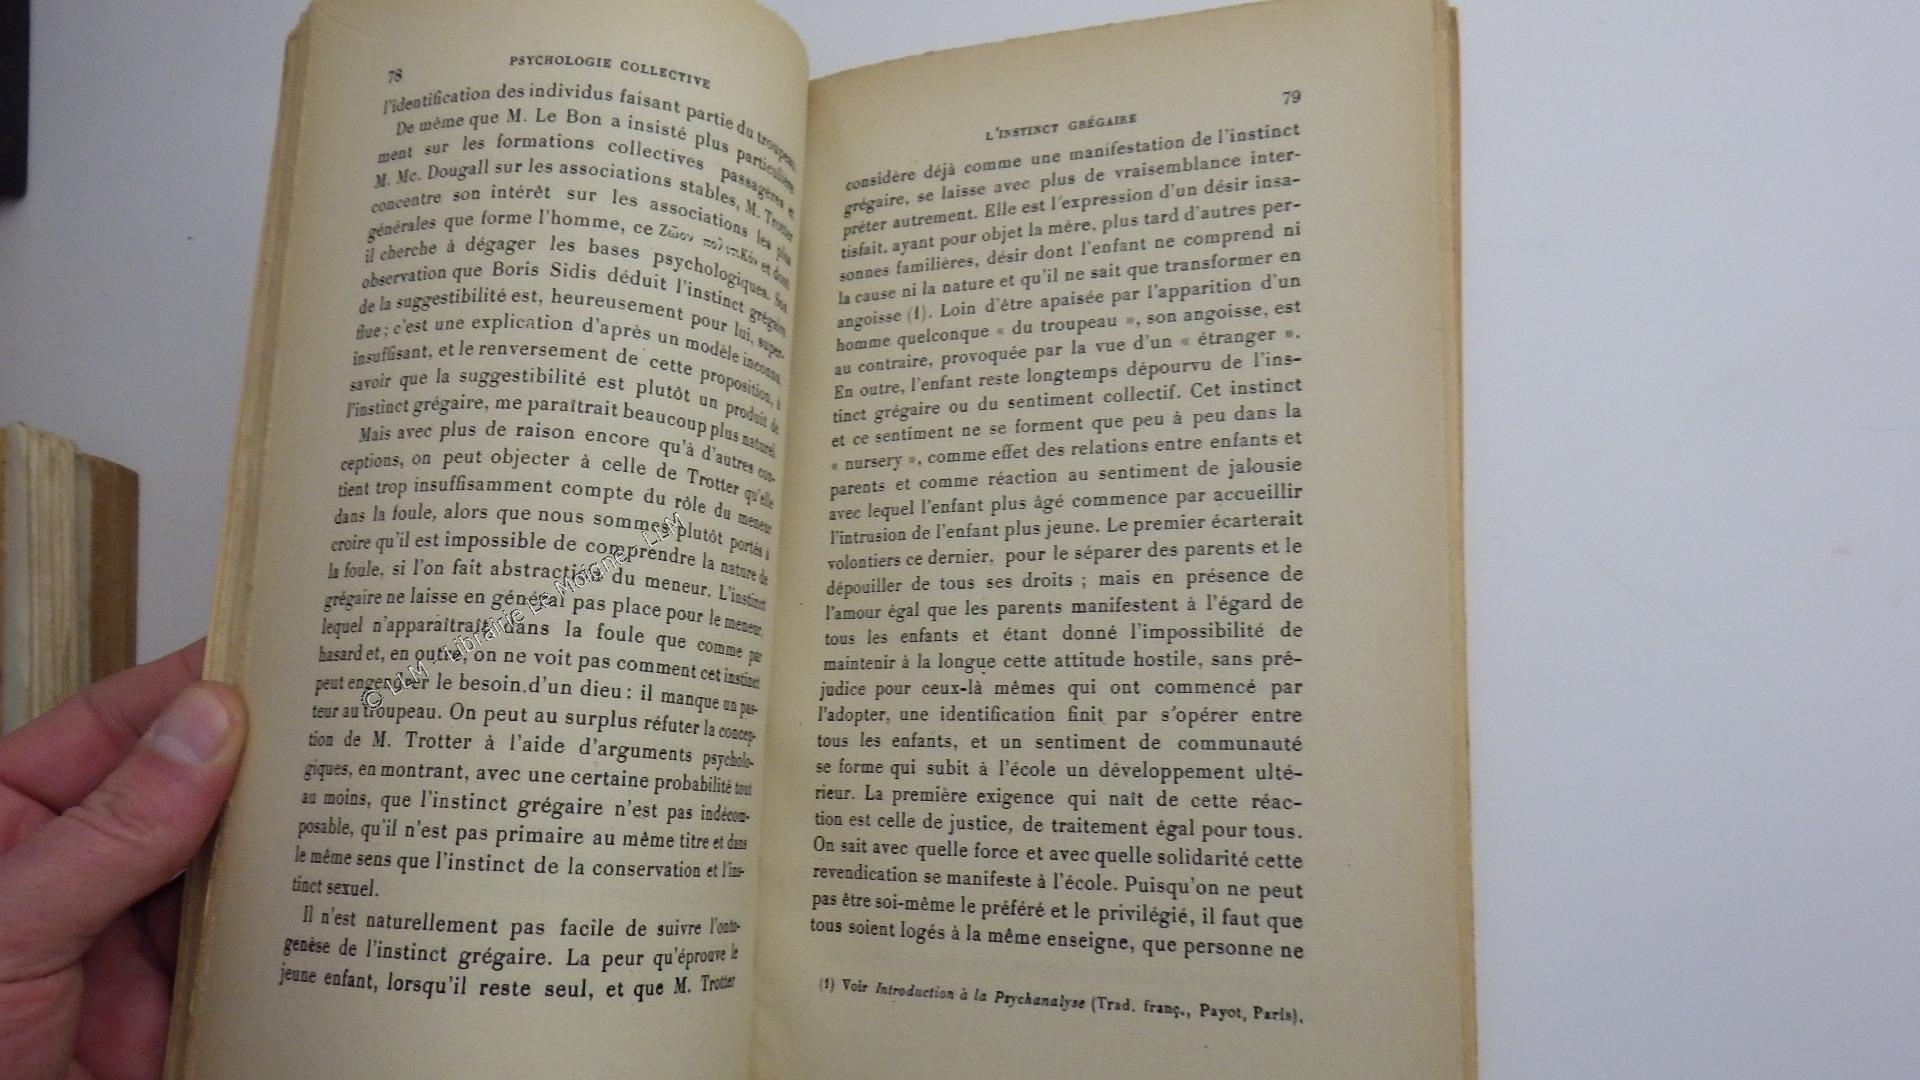 78
PSYCHOLOGIE COLLECTIVE
l'identification des individus faisant partie du troupeau.
De même que M. Le Bon a insisté plus particulière-
ment sur les formations collectives passagères et
M. Mc. Dougall sur les associations stables, M. Trotter
concentre son intérêt sur les associations les plus
générales que forme l'homme, ce Ζῶον πολιτικόν et dont
il cherche à dégager les bases psychologiques. Son
observation que Boris Sidis déduit l'instinct grégaire
de la suggestibilité est, heureusement pour lui, super-
flue ; c'est une explication d'après un modèle inconnu,
insuffisant, et le renversement de cette proposition, à
savoir que la suggestibilité est plutôt un produit de
l'instinct grégaire, me paraîtrait beaucoup plus naturel.
Mais avec plus de raison encore qu'à d'autres con-
ceptions, on peut objecter à celle de Trotter qu'elle
tient trop insuffisamment compte du rôle du meneur
dans la foule, alors que nous sommes plutôt portés à
croire qu'il est impossible de comprendre la nature de
la foule, si l'on fait abstraction du meneur. L'instinct
grégaire ne laisse en général pas place pour le meneur,
lequel n'apparaîtrait dans la foule que comme par
hasard et, en outre, on ne voit pas comment cet instinct
peut engendrer le besoin d'un dieu : il manque un pas-
teur au troupeau. On peut au surplus réfuter la concep-
tion de M. Trotter à l'aide d'arguments psycholo-
giques, en montrant, avec une certaine probabilité tout
au moins, que l'instinct grégaire n'est pas indécom-
posable, qu'il n'est pas primaire au même titre et dans
le même sens que l'instinct de la conservation et l'ins-
tinct sexuel.
Il n'est naturellement pas facile de suivre l'onto-
genèse de l'instinct grégaire. La peur qu'éprouve le
jeune enfant, lorsqu'il reste seul, et que M. Trotter
© LLM - Librairie Le Moigne - LLM
79
L'INSTINCT GRÉGAIRE
considère déjà comme une manifestation de l'instinct
grégaire, se laisse avec plus de vraisemblance inter-
préter autrement. Elle est l'expression d'un désir insa-
tisfait, ayant pour objet la mère, plus tard d'autres per-
sonnes familières, désir dont l'enfant ne comprend ni
la cause ni la nature et qu'il ne sait que transformer en
angoisse (1). Loin d'être apaisée par l'apparition d'un
homme quelconque « du troupeau », son angoisse, est
au contraire, provoquée par la vue d'un « étranger ».
En outre, l'enfant reste longtemps dépourvu de l'ins-
tinct grégaire ou du sentiment collectif. Cet instinct
et ce sentiment ne se forment que peu à peu dans la
« nursery », comme effet des relations entre enfants et
parents et comme réaction au sentiment de jalousie
avec lequel l'enfant plus âgé commence par accueillir
l'intrusion de l'enfant plus jeune. Le premier écarterait
volontiers ce dernier, pour le séparer des parents et le
dépouiller de tous ses droits ; mais en présence de
l'amour égal que les parents manifestent à l'égard de
tous les enfants et étant donné l'impossibilité de
maintenir à la longue cette attitude hostile, sans pré-
judice pour ceux-là mêmes qui ont commencé par
l'adopter, une identification finit par s'opérer entre
tous les enfants, et un sentiment de communauté
se forme qui subit à l'école un développement ulté-
rieur. La première exigence qui naît de cette réac-
tion est celle de justice, de traitement égal pour tous.
On sait avec quelle force et avec quelle solidarité cette
revendication se manifeste à l'école. Puisqu'on ne peut
pas être soi-même le préféré et le privilégié, il faut que
tous soient logés à la même enseigne, que personne ne
(1) Voir Introduction à la Psychanalyse (Trad. franç., Payot, Paris).